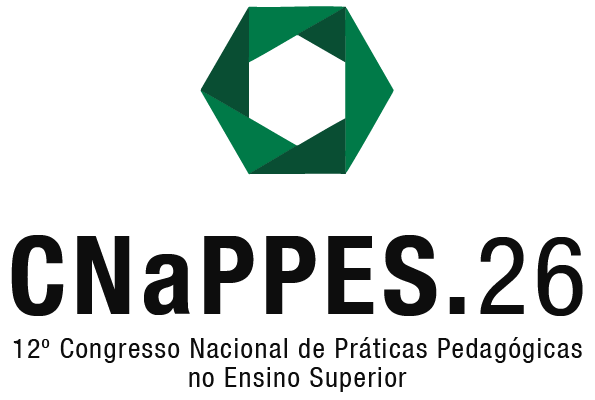 CNaPPES.26
12º Congresso Nacional de Práticas Pedagógicas
no Ensino Superior